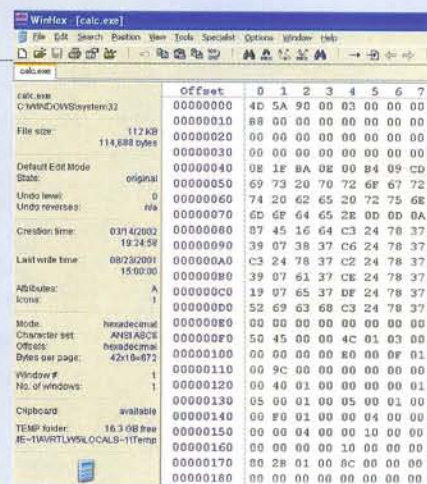 WinHex - [calc.exe]
File Edit Search Position View Tools Specialist Options Window Help
calc.exe
calc.exe
C:\WINDOWS\system32
File size: 112 KB
114,688 bytes
Default Edit Mode
State: original
Undo level: 0
Undo reverses: n/a
Creation time: 03/14/2002
19:24:58
Last write time: 08/23/2001
15:00:00
Attributes: A
Icons: 1
Mode: hexadecimal
Character set: ANSI ASCII
Offsets: hexadecimal
Bytes per page: 42x16=672
Window #: 1
No. of windows: 1
Clipboard: available
TEMP folder: 16.3 GB free
Offset 0 1 2 3 4 5 6 7
00000000 4D 5A 90 00 03 00 00 00
00000010 B8 00 00 00 00 00 00 00
00000020 00 00 00 00 00 00 00 00
00000030 00 00 00 00 00 00 00 00
00000040 0E 1F BA 0E 00 B4 09 CD
00000050 69 73 20 70 72 6F 67 72
00000060 74 20 62 65 20 72 75 6E
00000070 6D 6F 64 65 2E 0D 0D 0A
00000080 87 45 16 64 C3 24 78 37
00000090 39 07 38 37 C6 24 78 37
000000A0 C3 24 78 37 C2 24 78 37
000000B0 39 07 61 37 CE 24 78 37
000000C0 19 07 65 37 DF 24 78 37
000000D0 52 69 63 68 C3 24 78 37
000000E0 00 00 00 00 00 00 00 00
000000F0 50 45 00 00 4C 01 03 00
00000100 00 00 00 00 E0 00 0F 01
00000110 00 9C 00 00 00 00 00 00
00000120 00 40 01 00 00 00 00 01
00000130 05 00 01 00 05 00 01 00
00000140 00 F0 01 00 00 04 00 00
00000150 00 00 04 00 00 10 00 00
00000160 00 00 00 00 10 00 00 00
00000170 80 2B 01 00 8C 00 00 00
00000180 00 00 00 00 00 00 00 00